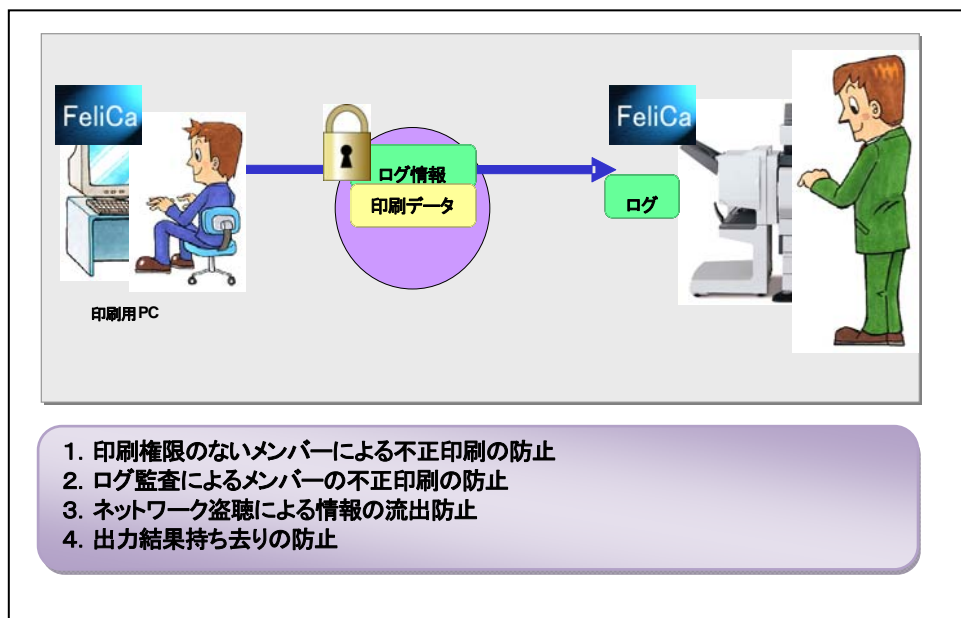 FeliCa
FeliCa
ログ情報
印刷データ
ログ
印刷用PC
1. 印刷権限のないメンバーによる不正印刷の防止
2. ログ監査によるメンバーの不正印刷の防止
3. ネットワーク盗聴による情報の流出防止
4. 出力結果持ち去りの防止